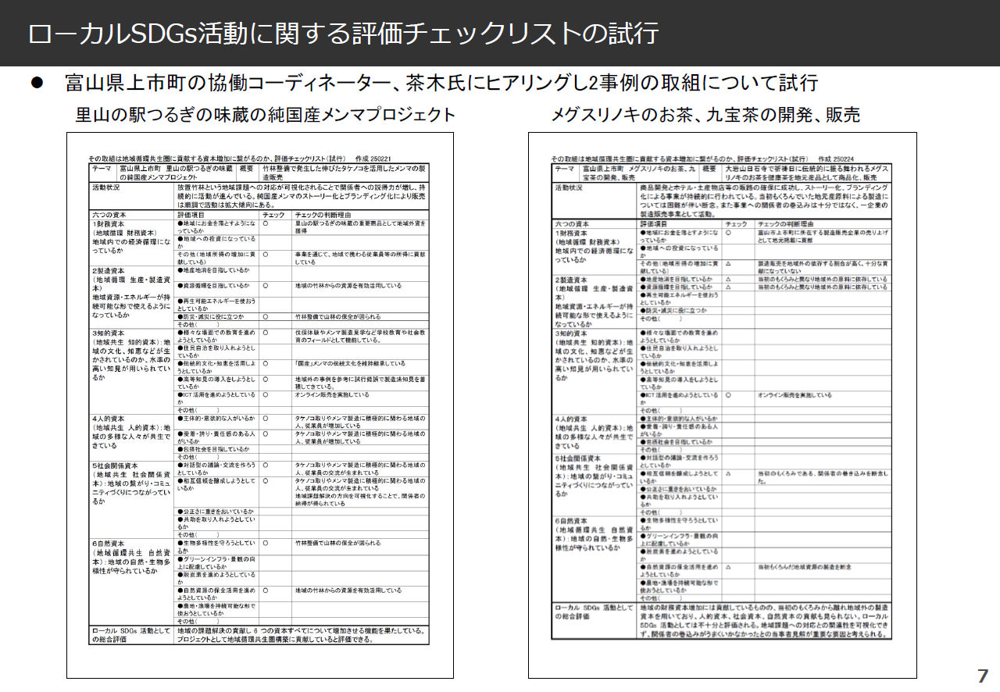 ローカルSDGs活動に関する評価チェックリストの試行
● 富山県上市町の協働コーディネーター、茶木氏にヒアリングし2事例の取組について試行
里山の駅つるぎの味蔵の純国産メンマプロジェクト
その取組は地域循環共生圏に貢献する資本増加に繋がるのか、評価チェックリスト（試行） 作成 250221
テーマ 富山県上市町 里山の駅つるぎの味蔵 概要 竹林整備で発生した伸びたタケノコを活用したメンマの製
の純国産メンマプロジェクト 造販売
活動状況 放置竹林という地域課題への対応が可視化されることで関係者への説得力が増し、持
続的に活動が進んでいる。純国産メンマのストーリー化とブランディング化により販売
は順調で活動は拡大傾向にある。
六つの資本 評価項目 チェック チェックの判断理由
1財務資本 ●地域にお金を落とすようにな ○ 里山の駅つるぎの味蔵の重要商品として地域外貨を
（地域循環 財務資本） っているか 獲得
地域内での経済循環にな ●地域への投資になっている
っているか か
その他（地域所得の増加に貢 ○ 事業を通じて、地域で携わる従業員等の所得に貢献
献している） している
2製造資本 ●地産地消を目指しているか
（地域循環 生産・製造資
本） ●資源循環を目指しているか ○ 地域の竹林からの資源を有効活用している
地域資源・エネルギーが持
続可能な形で使えるように ●再生可能エネルギーを使おう
なっているか としているか
●防災・減災に役に立つか ○ 竹林整備で山林の保全が図られる
その他（ ）
3知的資本 ●様々な場面での教育を進め ○ 伐採体験やメンマ製造見学など学校教育や社会教
（地域共生 知的資本）：地 ようとしているか 育のフィールドとして機能している。
域の文化、知恵などが生 ●住民自治を取り入れようとし
かされているのか、水準の ているか
高い知見が用いられてい ●伝統的文化・知恵を活用しよ ○ 「国産」メンマの伝統文化を維持継承している
るか うとしているか
●高等知見の導入をしようとし ○ 地域外の事例を参考に試行錯誤で製造法知見を蓄
ているか 積してきている。
●ICT 活用を進めようしている ○ オンライン販売を実施している
か
その他（ ）
4人的資本 ●主体的・意欲的な人がいるか ○ タケノコ取りやメンマ製造に積極的に関わる地域の
（地域共生 人的資本）：地 人、従業員が増加している
域の多様な人々が共生で ●愛着・誇り・責任感のある人 ○ タケノコ取りやメンマ製造に積極的に関わる地域の
きている がいるか 人、従業員が増加している
●包摂社会を目指しているか
その他（ ）
5社会関係資本 ●対話型の議論・交流を作ろう ○ タケノコ取りやメンマ製造に積極的に関わる地域の
（地域共生 社会関係資 としているか 人、従業員の交流が生まれている
本）：地域の繋がり・コミュ ●相互信頼を醸成しようとして ○ タケノコ取りやメンマ製造に積極的に関わる地域の
ニティづくりにつながってい いるか 人、従業員の交流が生まれている
るか 地域課題解決の方向を可視化することで、関係者の
納得が得られている
●公正さに重きをおいているか
●共助を取り入れようとしてい
るか
その他（ ）
6自然資本 ●生物多様性を守ろうとしてい ○ 竹林整備で山林の保全が図られる
（地域循環共生 自然資 るか
本）：地域の自然・生物多 ●グリーンインフラ・景観の向
様性が守られているか 上に配慮しているか
●脱炭素を進めようとしている
か
●自然資源の保全活用を進め ○ 地域の竹林からの資源を有効活用している
ようとしているか
●農地・漁場を持続可能な形で
使おうとしているか
その他（ ）
ローカル SDGs 活動として 地域の課題解決の貢献し 6 つの資本すべてについて増加させる機能を果たしている。
の総合評価 プロジェクトとして地域循環共生圏構築に貢献していると評価できる。
メグスリノキのお茶、九宝茶の開発、販売
その取組は地域循環共生圏に貢献する資本増加に繋がるのか、評価チェックリスト（試行） 作成 250224
テーマ 富山県上市町 メグスリノキのお茶、九 概要 大岩山日石寺で祈祷日に伝統的に振る舞われるメグス
宝茶の開発、販売 リノキのお茶を健康茶を地元産品として商品化、販売
活動状況 商品開発とホテル・土産物店等の販路の確保に成功し、ストーリー化、ブランディング
化による事業が持続的に行われている。当初もくろんでいた地元産原料による製造に
ついては困難が伴い断念。また事業への関係者の巻込みは十分ではなく、一企業の
製造販売事業として活動。
六つの資本 評価項目 チェック チェックの判断理由
1財務資本 ●地域にお金を落とすようにな ○ 富山市上市町に所在する製造販売企業の売り上げ
（地域循環 財務資本） っているか として地元掲載に貢献
地域内での経済循環にな ●地域への投資になっている
っているか か
その他（地域所得の増加に貢 △ 製造販売を地域外の依存する割合が高く、十分な貢
献している） 献になっていない
2製造資本 ●地産地消を目指しているか △ 当初のもくろみと異なり地域外の原料に依存している
（地域循環 生産・製造資 ●資源循環を目指しているか △ 当初のもくろみと異なり地域外の原料に依存している
本） ●再生可能エネルギーを使おう
地域資源・エネルギーが持 としているか
続可能な形で使えるように ●防災・減災に役に立つか
なっているか その他（ ）
3知的資本 ●様々な場面での教育を進め
（地域共生 知的資本）：地 ようとしているか
域の文化、知恵などが生 ●住民自治を取り入れようとし
かされているのか、水準の ているか
高い知見が用いられてい ●伝統的文化・知恵を活用しよ
るか うとしているか
●高等知見の導入をしようとし
ているか
●ICT 活用を進めようしている ○ オンライン販売を実施している
か
その他（ ）
4人的資本 ●主体的・意欲的な人がいるか
（地域共生 人的資本）：地 ●愛着・誇り・責任感のある人
域の多様な人々が共生で がいるか
きている ●包摂社会を目指しているか
その他（ ）
5社会関係資本 ●対話型の議論・交流を作ろう
（地域共生 社会関係資 としているか
本）：地域の繋がり・コミュ ●相互信頼を醸成しようとして △ 当初のもくろみである、関係者の巻き込みを断念し
ニティづくりにつながってい いるか た。
るか ●公正さに重きをおいているか
●共助を取り入れようとしてい
るか
その他（ ）
6自然資本 ●生物多様性を守ろうとしてい
（地域循環共生 自然資 るか
本）：地域の自然・生物多 ●グリーンインフラ・景観の向
様性が守られているか 上に配慮しているか
●脱炭素を進めようとしている
か
●自然資源の保全活用を進め △ 当初もくろんだ地域資源の製造を断念
ようとしているか
●農地・漁場を持続可能な形で
使おうとしているか
その他（ ）
ローカル SDGs 活動として 地域の財務資本増加には貢献しているものの、当初のもくろみから離れ地域外の製造
の総合評価 資本を用いており、人的資本、社会資本、自然資本の貢献も見られない。ローカル
SDGs 活動としては不十分と評価される。地域課題への対応との関連性を可視化でき
ず、関係者の巻込みがうまくいかなかったとの当事者見解が重要な要因と考えられる。
7